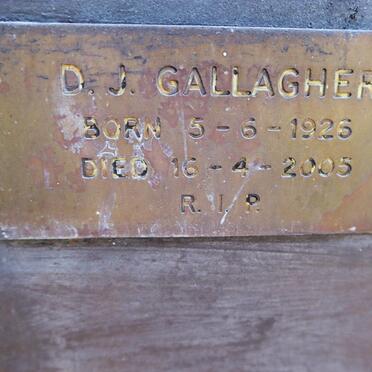 D. J. GALLAGHER
BORN 5-6-1926
DIED 16-4-2005
R. I. P.